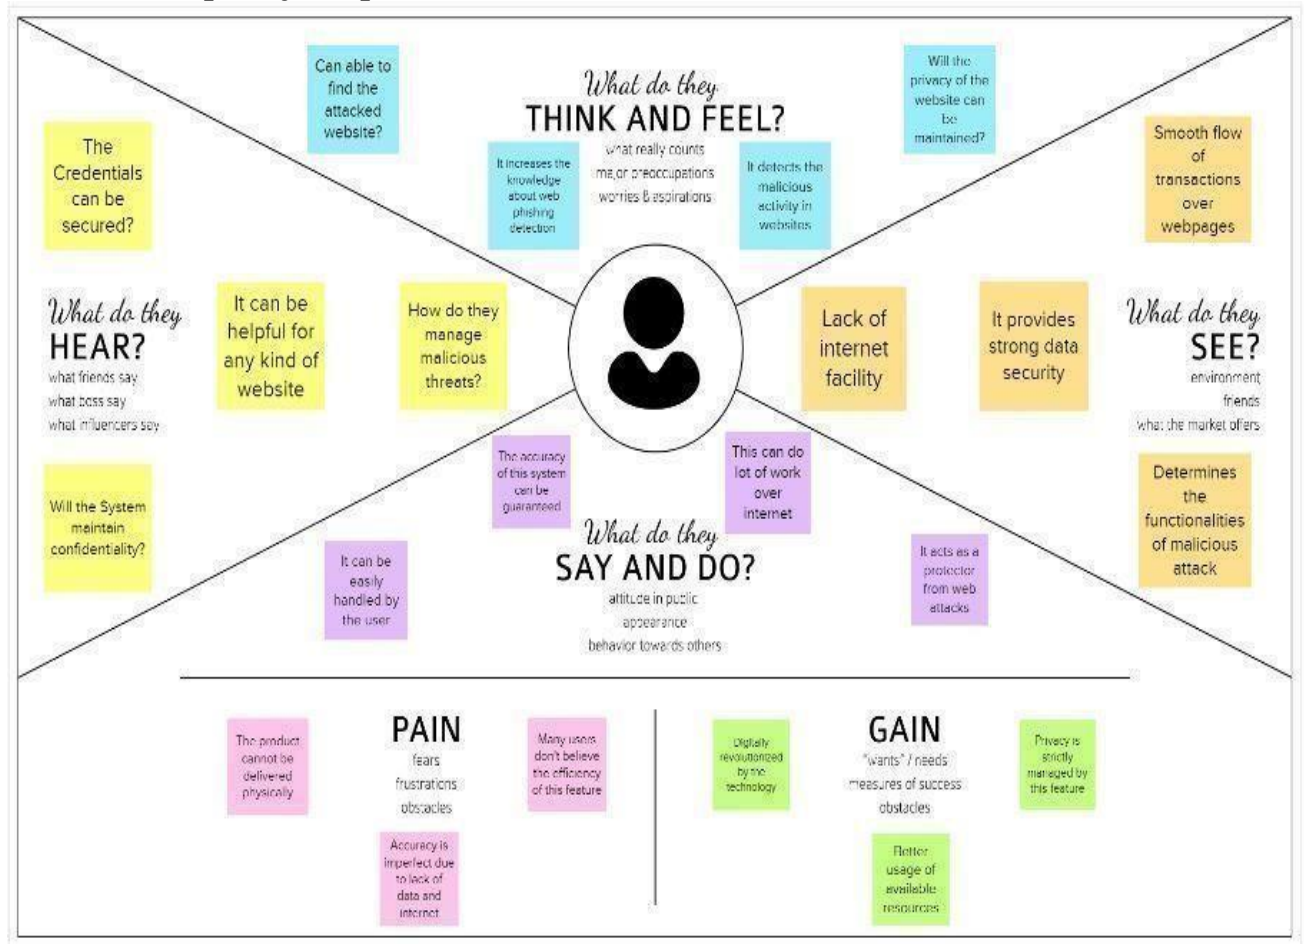 Can able to
find the
attacked
website?
What do they
THINK AND FEEL?
what really counts
major preoccupations
worries & aspirations
Will the
privacy of the
website can
be
maintained?
It increases the
knowledge
about web
phishing
detection
It detects the
malicious
activity in
websites
The
Credentials
can be
secured?
Smooth flow
of
transactions
over
webpages
What do they
HEAR?
what friends say
what boss say
what influencers say
It can be
helpful for
any kind of
website
How do they
manage
malicious
threats?
Lack of
internet
facility
It provides
strong data
security
What do they
SEE?
environment
friends
what the market offers
Will the System
maintain
confidentiality?
The accuracy
of this system
can be
guaranteed
This can do
lot of work
over
internet
Determines
the
functionalities
of malicious
attack
What do they
SAY AND DO?
attitude in public
appearance
behavior towards others
It can be
easily
handled by
the user
It acts as a
protector
from web
attacks
The product
cannot be
delivered
physically
PAIN
fears
frustrations
obstacles
Many users
don't believe
the efficiency
of this feature
Accuracy is
imperfect due
to lack of
data and
internet
Digitally
revolutionized
by the
technology
GAIN
"wants" / needs
measures of success
obstacles
Privacy is
strictly
managed by
this feature
Better
usage of
available
resources